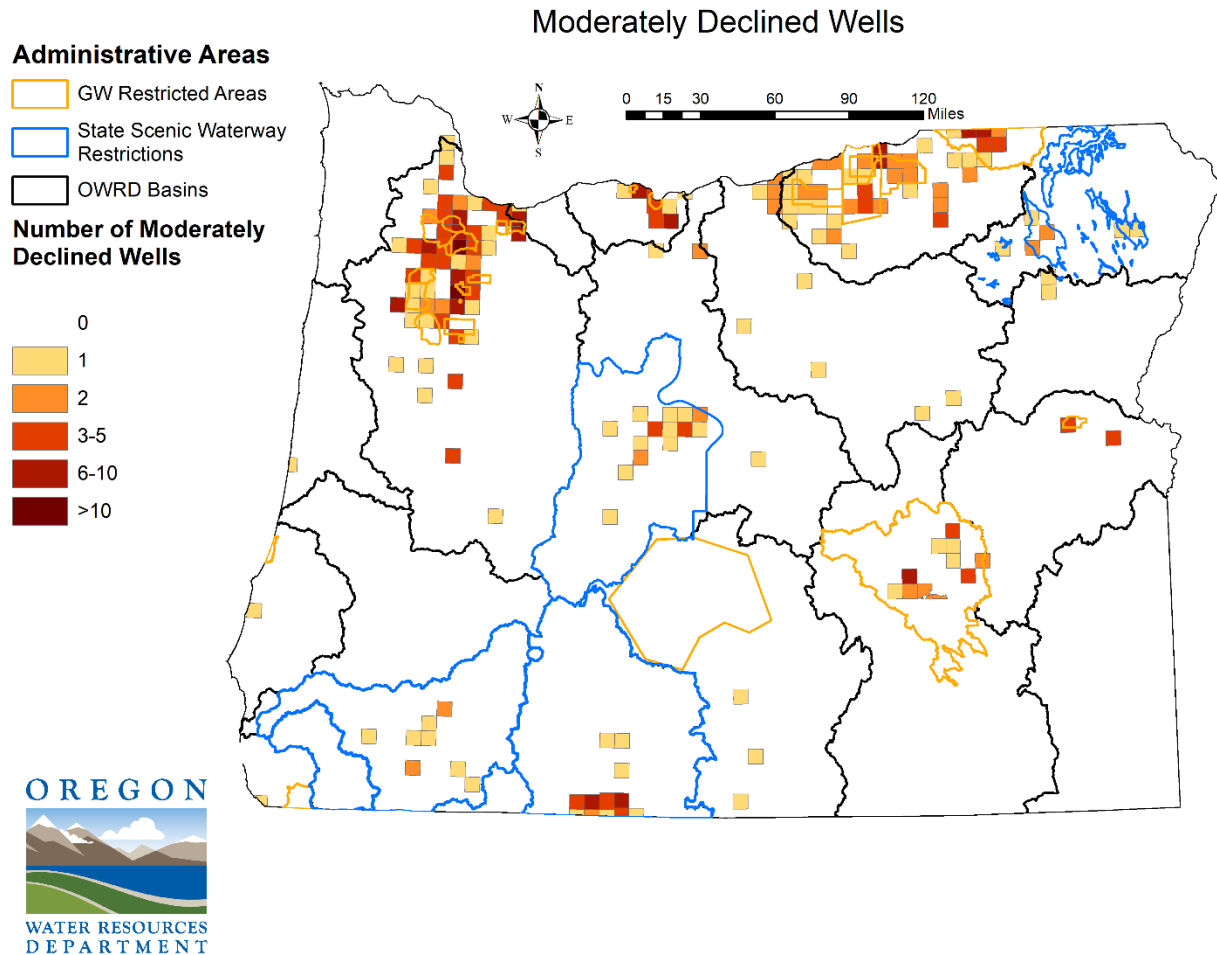 Moderately Declined Wells
Administrative Areas
GW Restricted Areas
State Scenic Waterway
Restrictions
OWRD Basins
Number of Moderately
Declined Wells
0
1
2
3-5
6-10
>10
N
W E
S
0 15 30 60 90 120
Miles
OREGON
WATER RESOURCES
DEPARTMENT